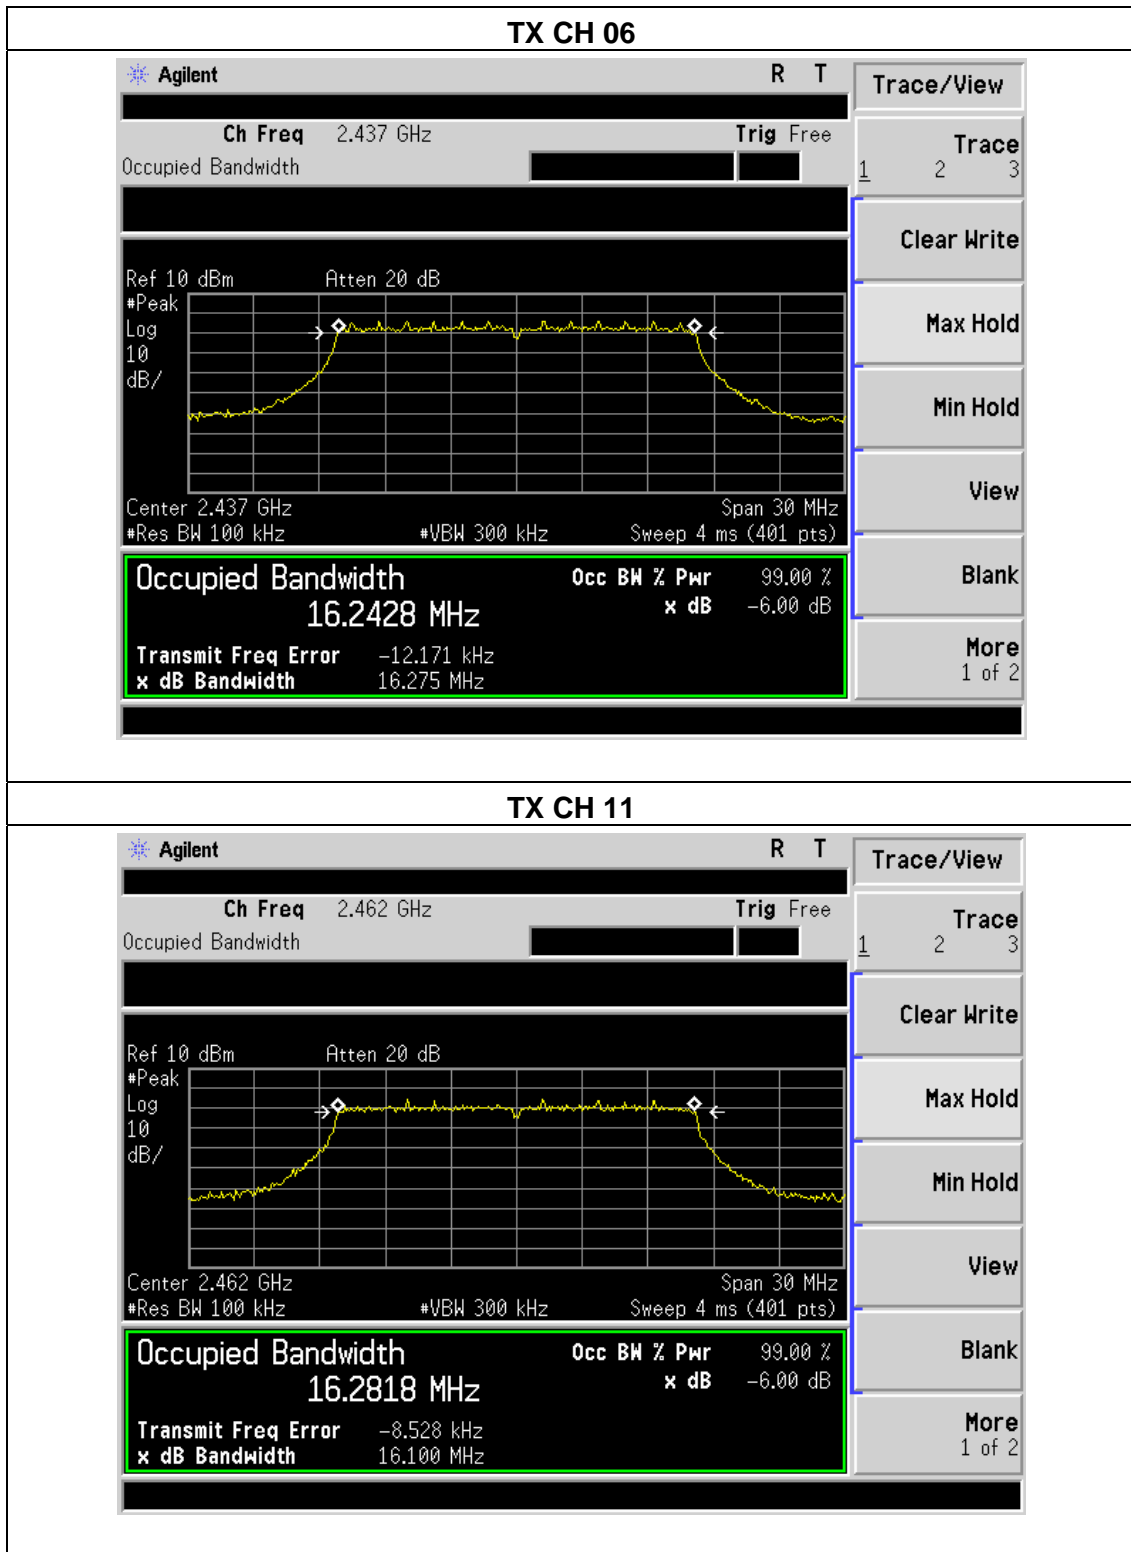 TX CH 06
Agilent R T
Trace/View
Ch Freq 2.437 GHz Trig Free
Occupied Bandwidth
Trace
1 2 3
Clear Write
Ref 10 dBm Atten 20 dB
#Peak
Log
10
dB/
Max Hold
Min Hold
View
Center 2.437 GHz Span 30 MHz
#Res BW 100 kHz #VBW 300 kHz Sweep 4 ms (401 pts)
Occupied Bandwidth Occ BW % Pwr 99.00 %
16.2428 MHz x dB -6.00 dB
Blank
Transmit Freq Error -12.171 kHz
x dB Bandwidth 16.275 MHz
More
1 of 2
TX CH 11
Agilent R T
Trace/View
Ch Freq 2.462 GHz Trig Free
Occupied Bandwidth
Trace
1 2 3
Clear Write
Ref 10 dBm Atten 20 dB
#Peak
Log
10
dB/
Max Hold
Min Hold
View
Center 2.462 GHz Span 30 MHz
#Res BW 100 kHz #VBW 300 kHz Sweep 4 ms (401 pts)
Occupied Bandwidth Occ BW % Pwr 99.00 %
16.2818 MHz x dB -6.00 dB
Blank
Transmit Freq Error -8.528 kHz
x dB Bandwidth 16.100 MHz
More
1 of 2